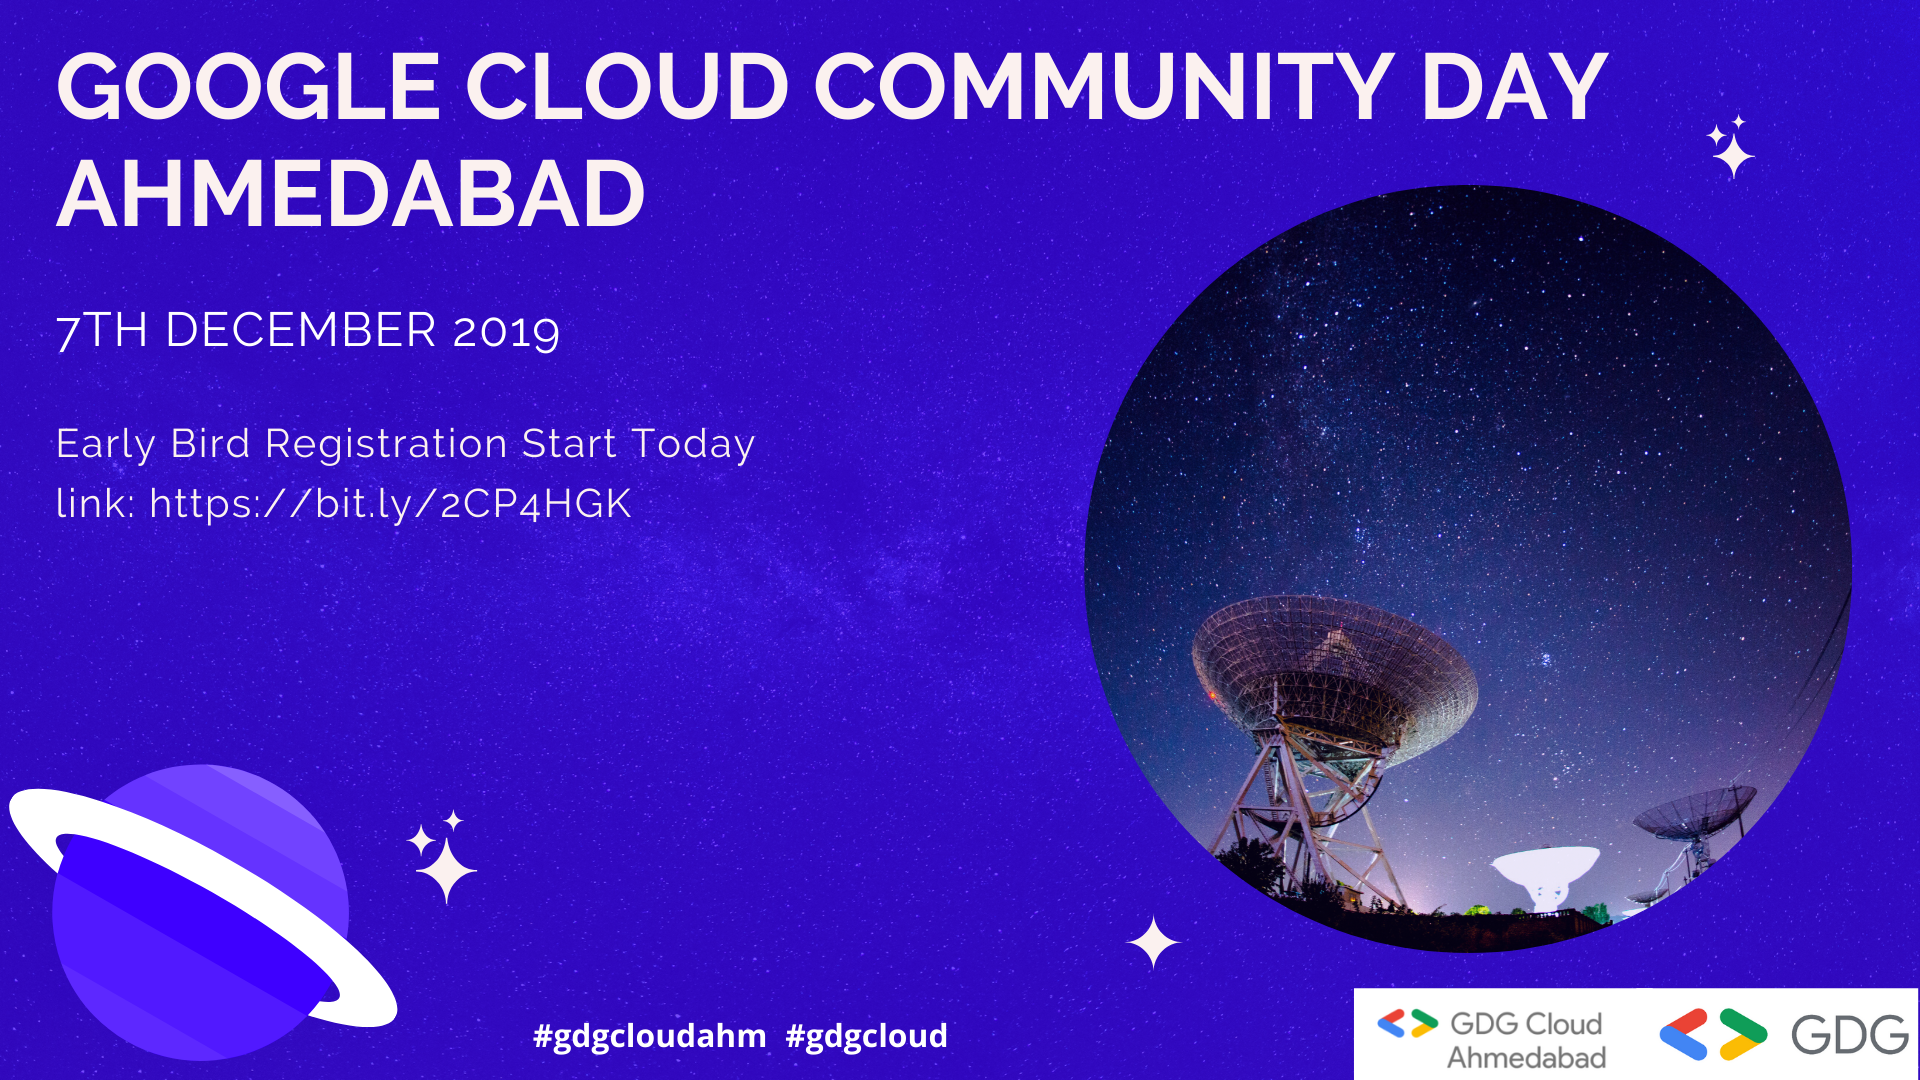 GOOGLE CLOUD COMMUNITY DAY
AHMEDABAD
7TH DECEMBER 2019
Early Bird Registration Start Today
link: https://bit.ly/2CP4HGK
#gdgcloudahm #gdgcloud
GDG Cloud
Ahmedabad
GDG